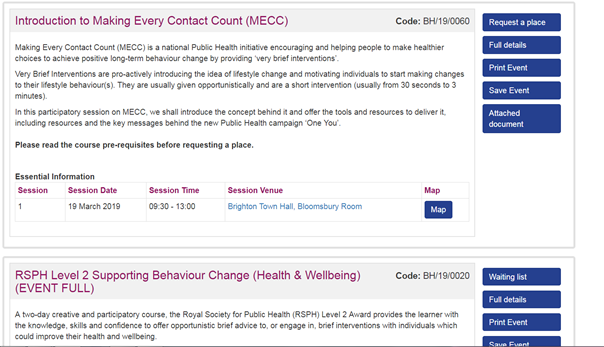 Introduction to Making Every Contact Count (MECC)
Code: BH/19/0060
Request a place
Full details
Print Event
Save Event
Attached
document
Making Every Contact Count (MECC) is a national Public Health initiative encouraging and helping people to make healthier
choices to achieve positive long-term behaviour change by providing 'very brief interventions'.
Very Brief Interventions are pro-actively introducing the idea of lifestyle change and motivating individuals to start making changes
to their lifestyle behaviour(s). They are usually given opportunistically and are a short intervention (usually from 30 seconds to 3
minutes).
In this participatory session on MECC, we shall introduce the concept behind it and offer the tools and resources to deliver it,
including resources and the key messages behind the new Public Health campaign 'One You'.
Please read the course pre-requisites before requesting a place.
Essential Information
Session Session Date Session Time Session Venue Map
1 19 March 2019 09:30 - 13:00 Brighton Town Hall, Bloomsbury Room Map
RSPH Level 2 Supporting Behaviour Change (Health & Wellbeing)
(EVENT FULL)
Code: BH/19/0020
Waiting list
Full details
Print Event
Save Event
A two-day creative and participatory course, the Royal Society for Public Health (RSPH) Level 2 Award provides the learner with
the knowledge, skills and confidence to offer opportunistic brief advice to, or engage in, brief interventions with individuals which
could improve their health and wellbeing.